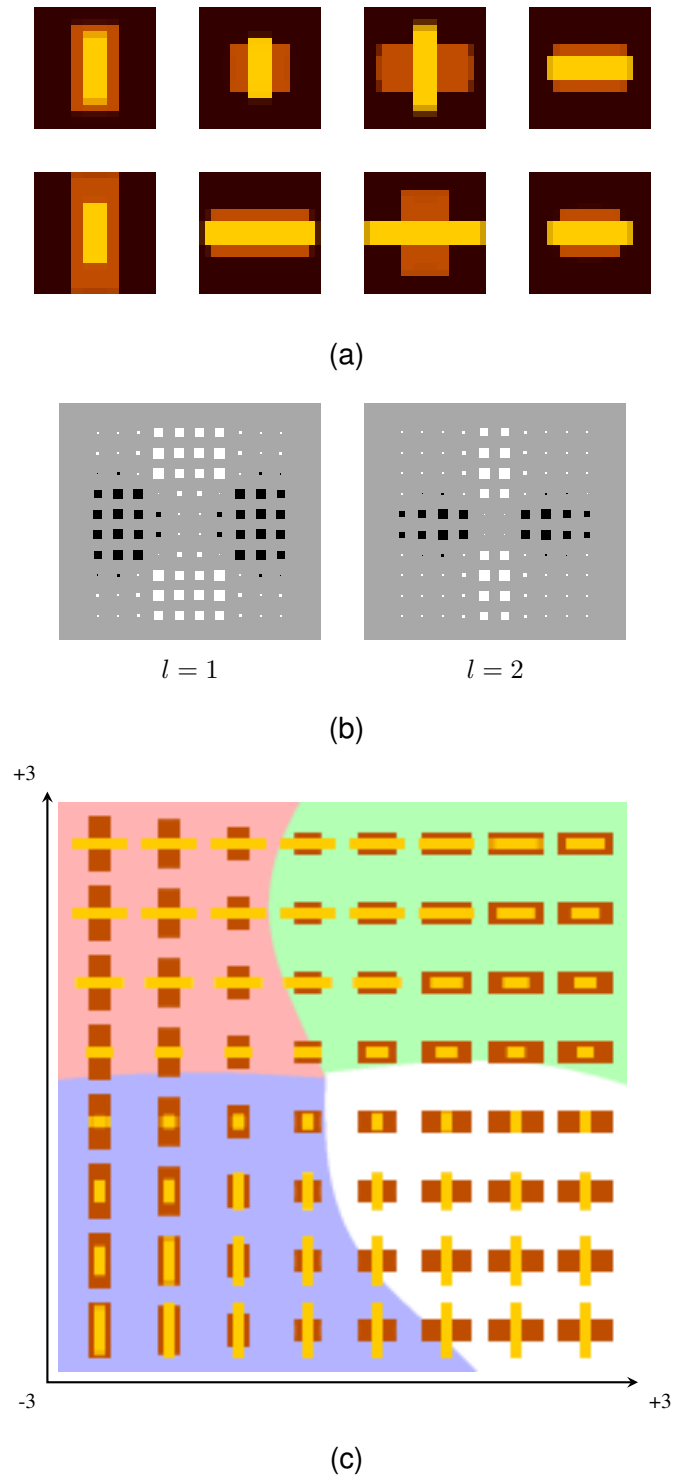 (a)
l = 1
l = 2
(b)
+3
-3
+3
(c)